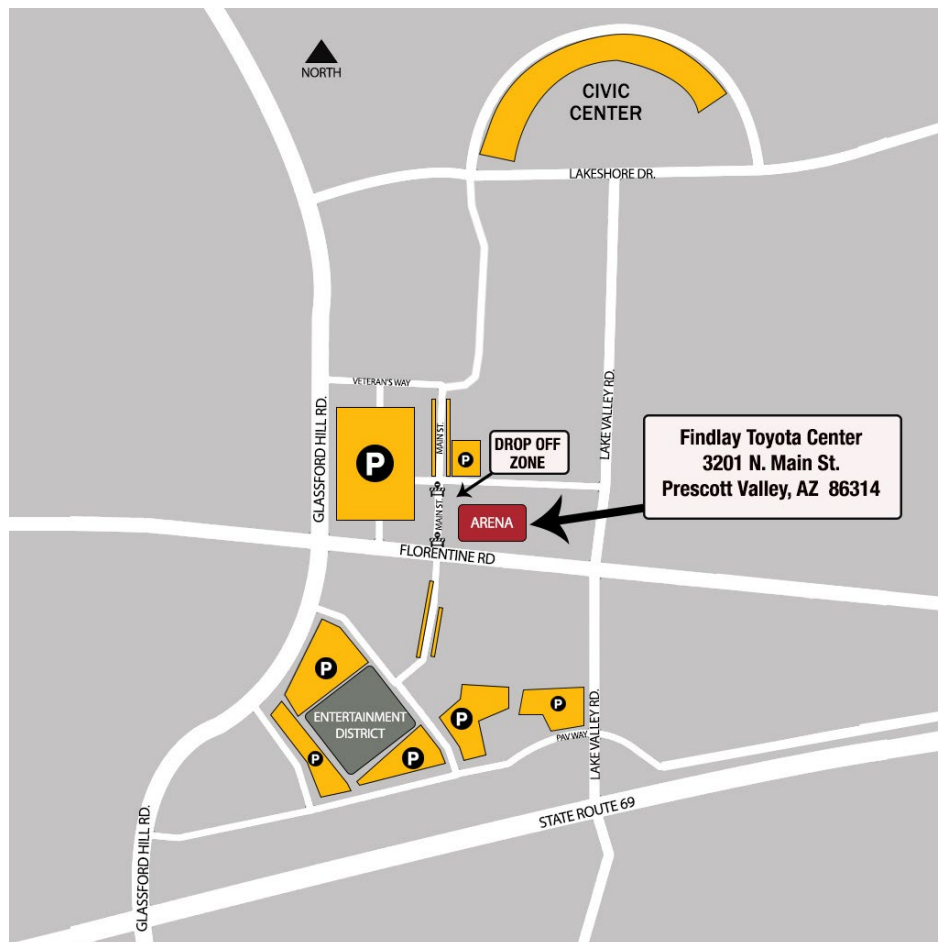 NORTH
CIVIC
CENTER
LAKESHORE DR.
VETERAN'S WAY
GLASSFORD HILL RD.
MAIN ST.
P
P
DROP OFF
ZONE
LAKE VALLEY RD.
Findlay Toyota Center
3201 N. Main St.
Prescott Valley, AZ 86314
MAIN ST.
ARENA
FLORENTINE RD
P
ENTERTAINMENT
DISTRICT
P
P
P
P
PAV WAY
LAKE VALLEY RD.
STATE ROUTE 69
GLASSFORD HILL RD.